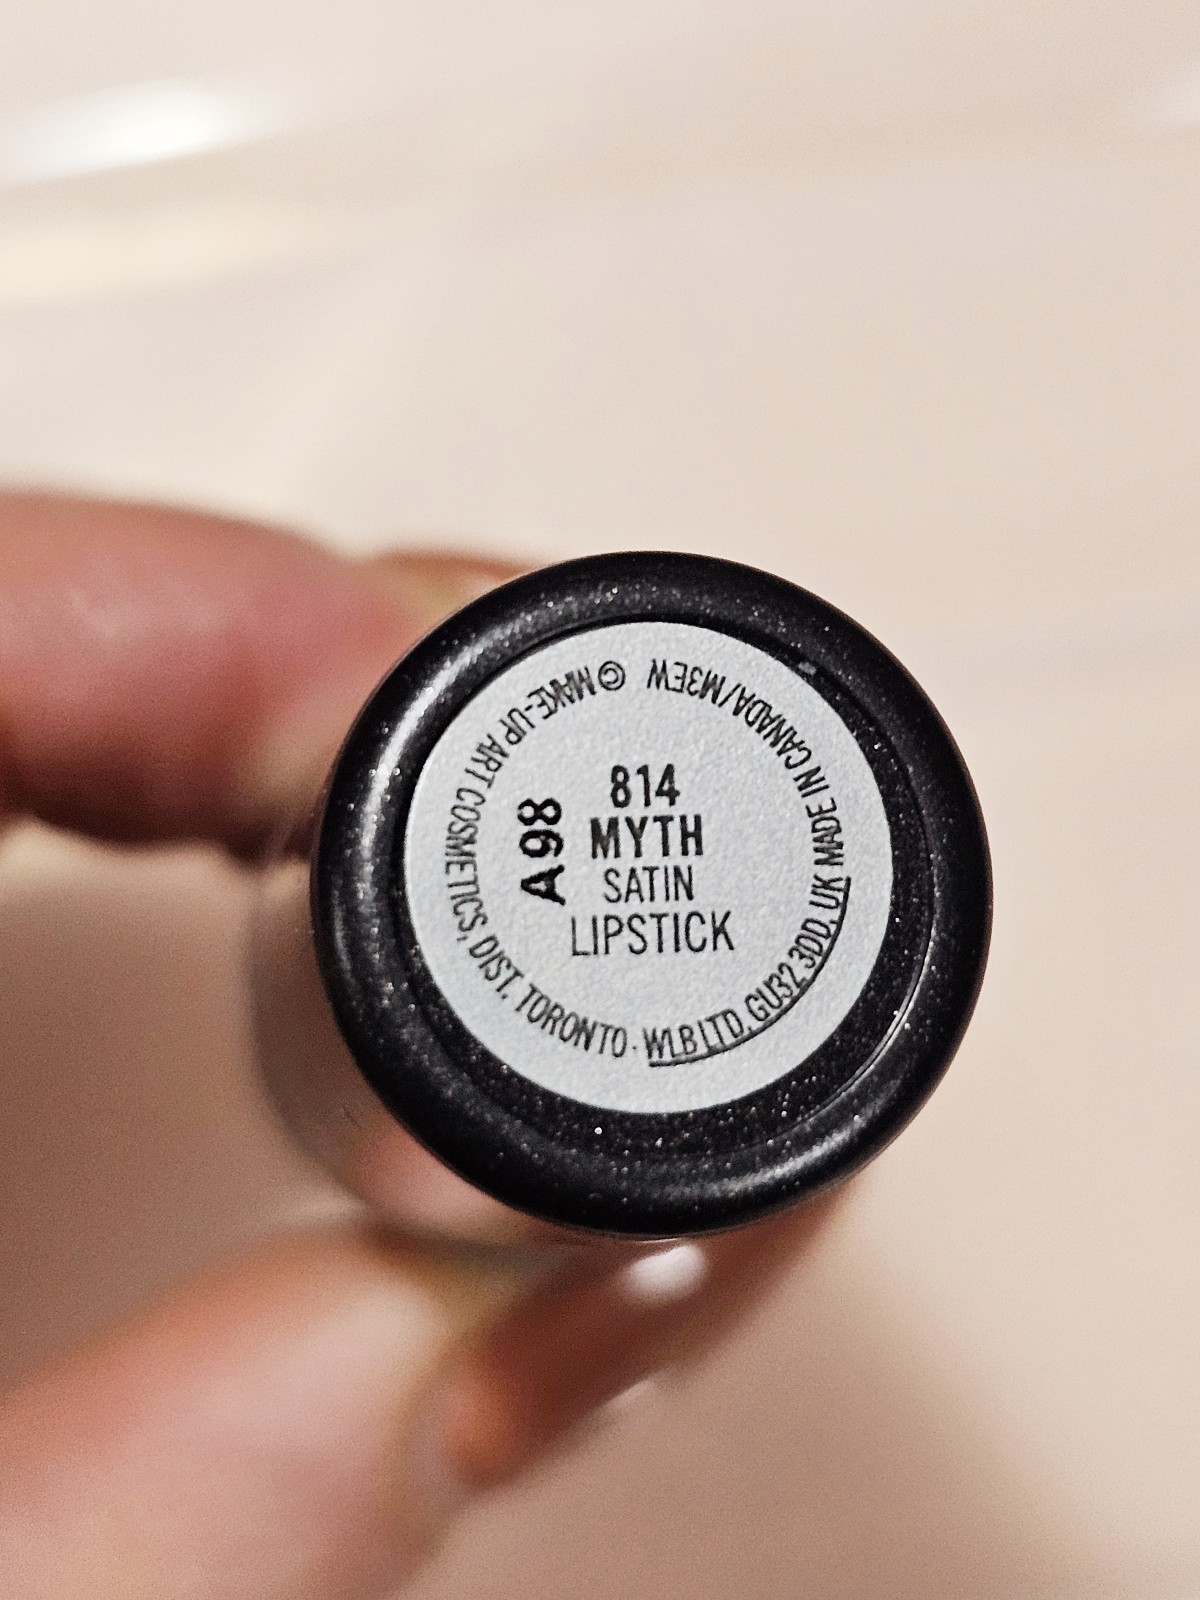 814
MYTH
SATIN
LIPSTICK
A98
© MAKE-UP ART COSMETICS, DIST. TORONTO · WLB LTD, GU32 3DD, UK MADE IN CANADA/M3EW